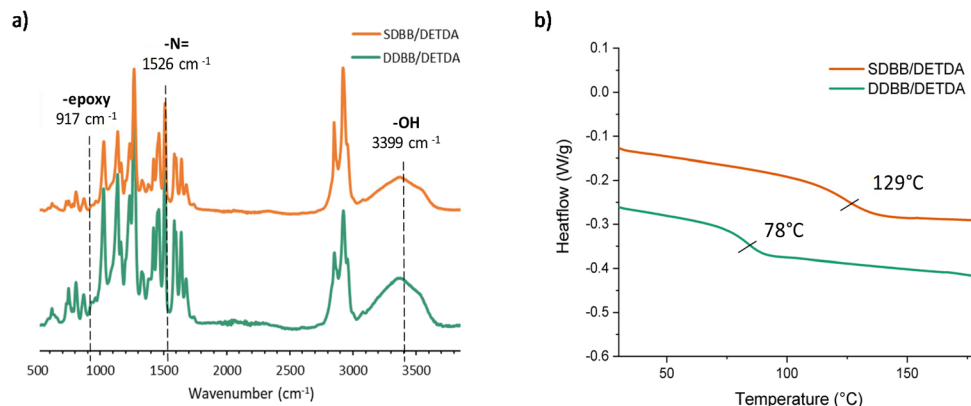 a)
SDBB/DETDA
DDBB/DETDA
-N=
1526 cm -1
-epoxy
917 cm -1
-OH
3399 cm -1
500 1000 1500 2000 2500 3000 3500
Wavenumber (cm-1)
b)
SDBB/DETDA
DDBB/DETDA
0.1
0.0
-0.1
-0.2
-0.3
-0.4
-0.5
-0.6
Heatflow (W/g)
129°C
78°C
50 100 150
Temperature (°C)